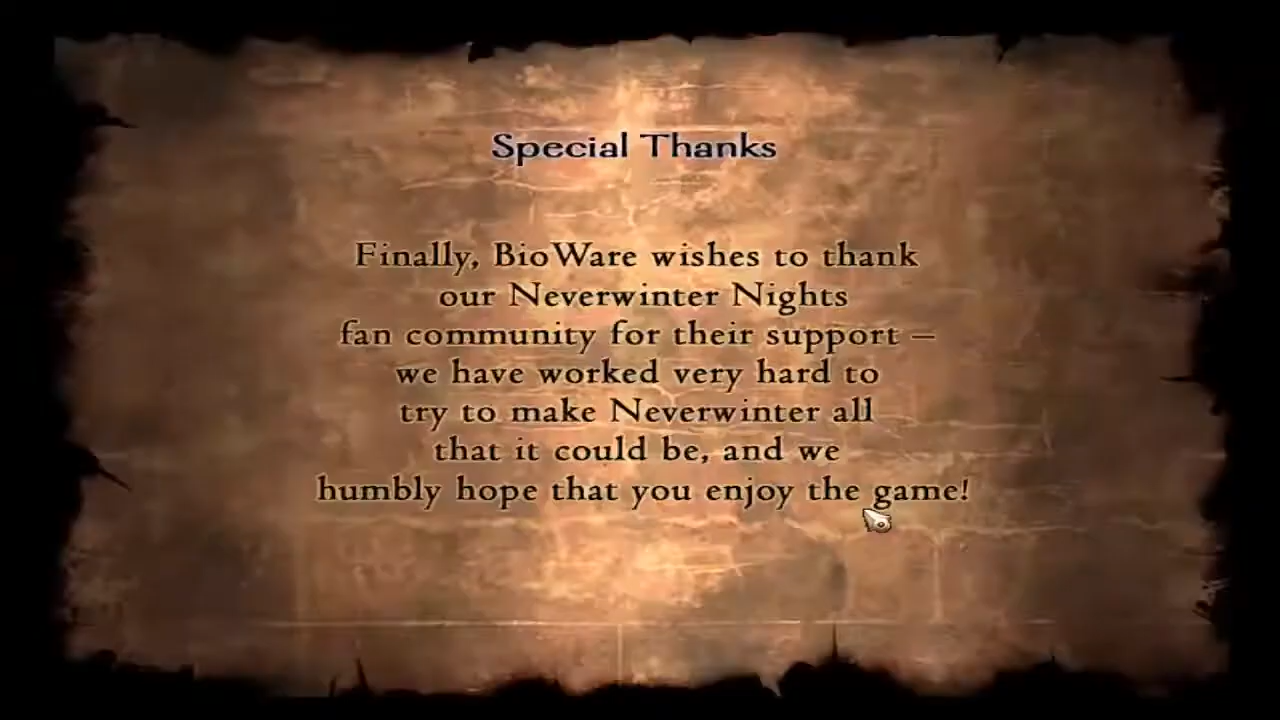 Special Thanks
Finally, BioWare wishes to thank
our Neverwinter Nights
fan community for their support –
we have worked very hard to
try to make Neverwinter all
that it could be, and we
humbly hope that you enjoy the game!